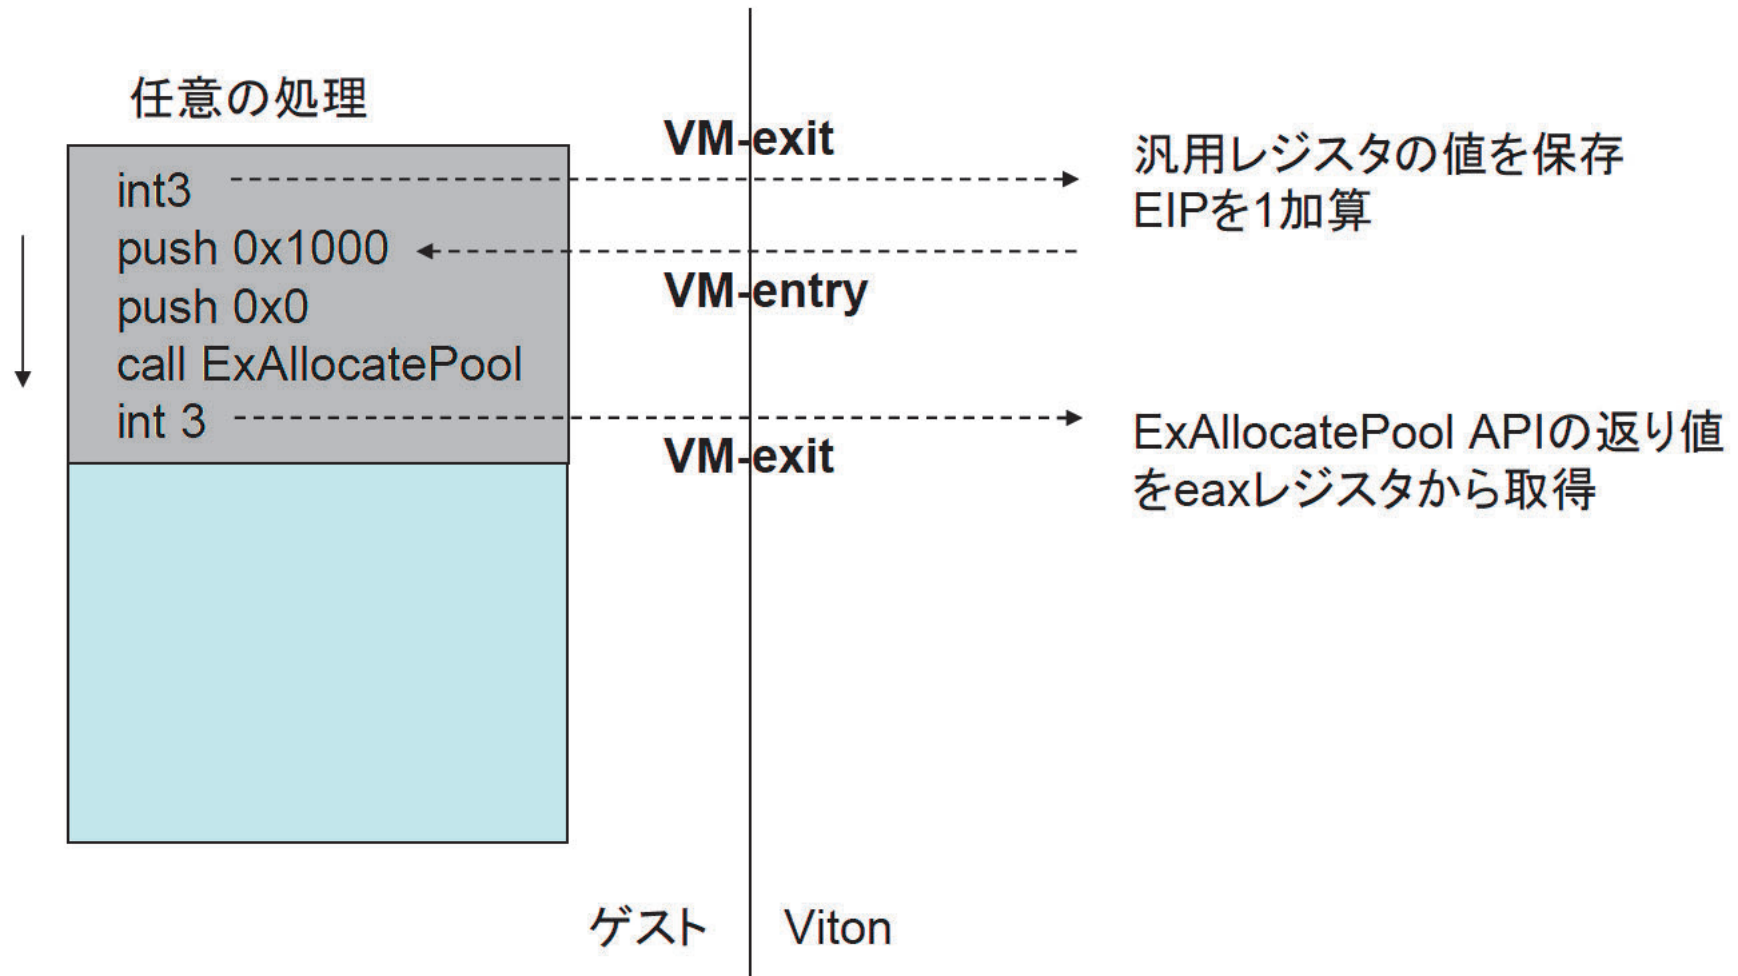 任意の処理
int3
push 0x1000
push 0x0
call ExAllocatePool
int 3
VM-exit
VM-entry
VM-exit
汎用レジスタの値を保存
EIPを1加算
ExAllocatePool APIの返り値
をeaxレジスタから取得
ゲスト
Viton